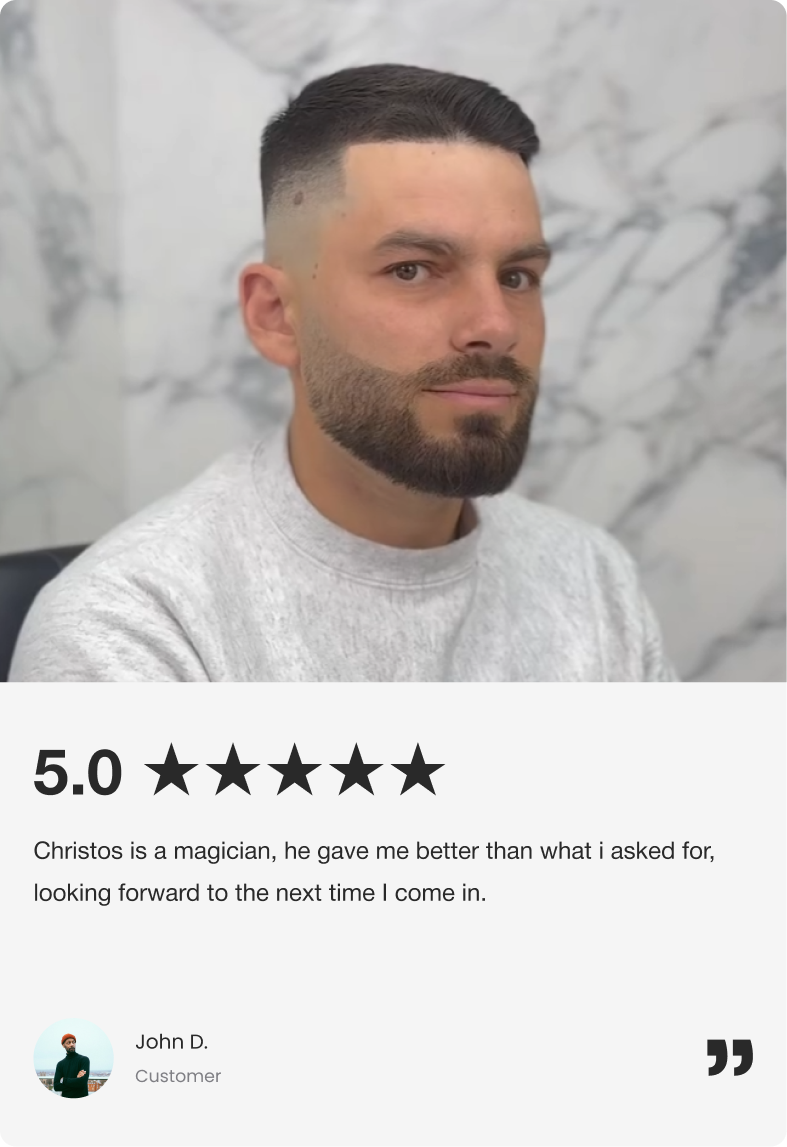 5.0 ★★★★★
Christos is a magician, he gave me better than what i asked for,
looking forward to the next time I come in.
John D.
Customer
”